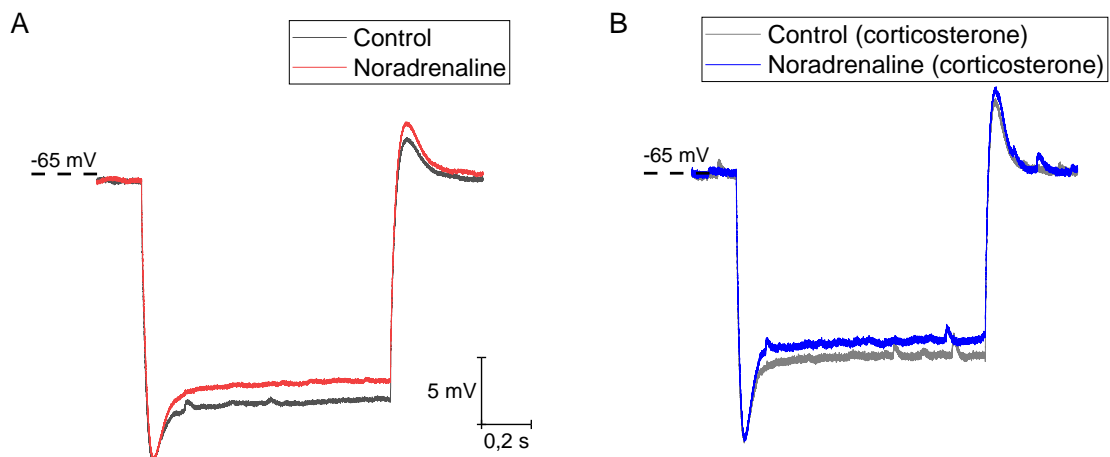 A
Control
Noradrenaline
-65 mV
5 mV
0,2 s
B
Control (corticosterone)
Noradrenaline (corticosterone)
-65 mV